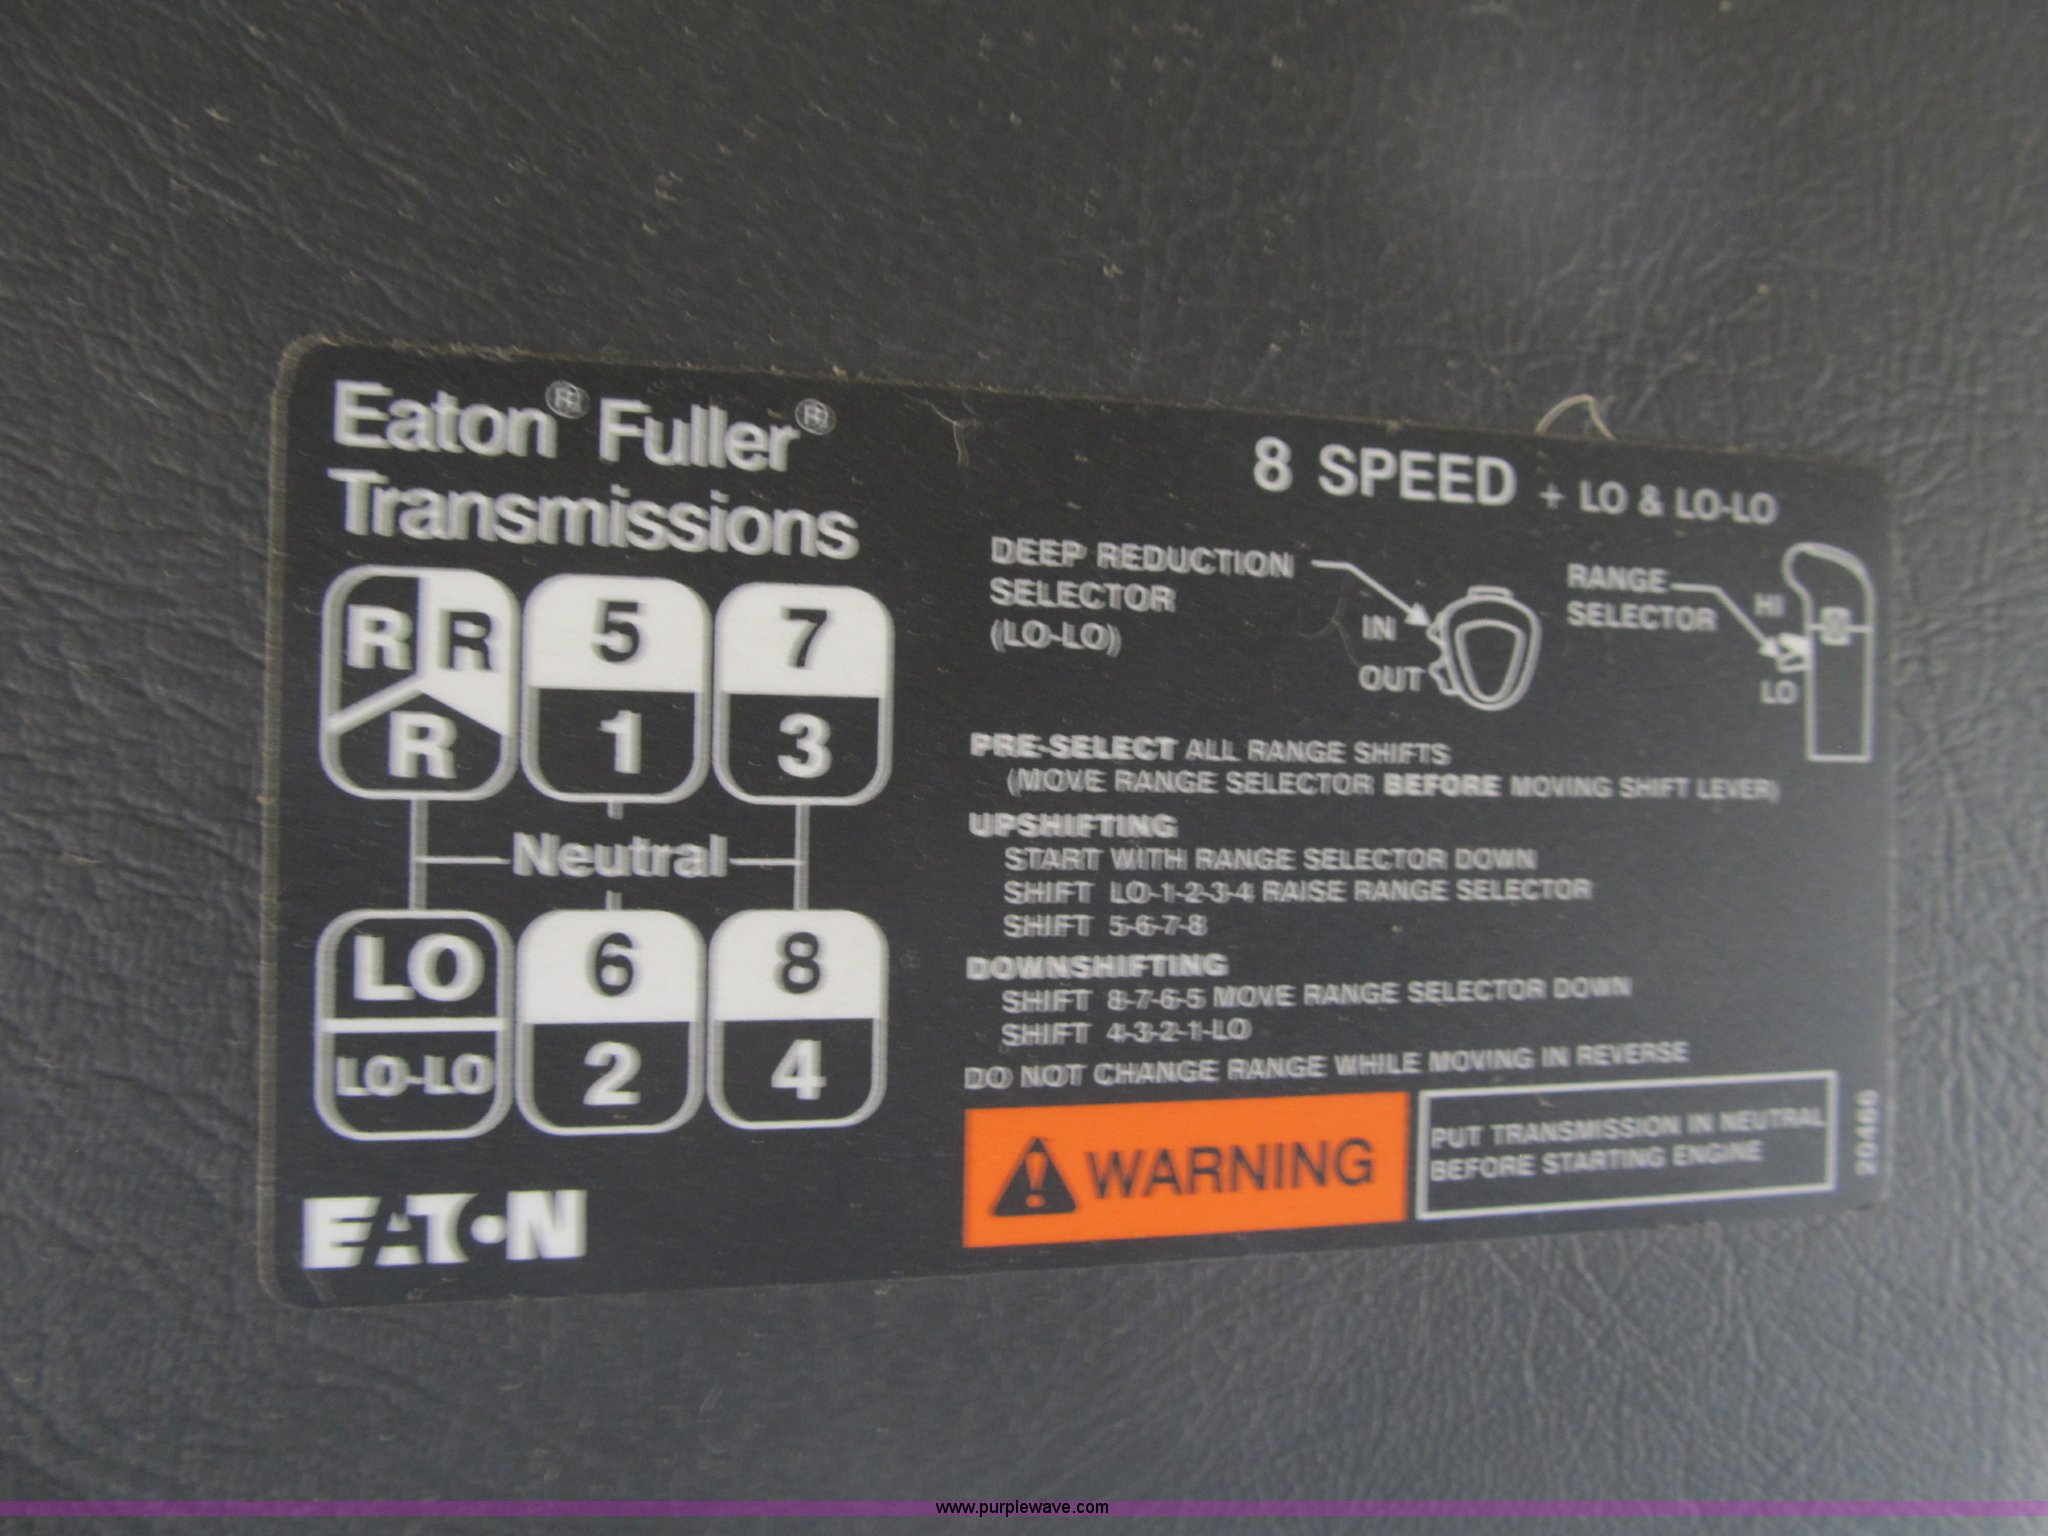 Eaton® Fuller®
Transmissions
8 SPEED + LO & LO-LO
R R
R
5
1
7
3
Neutral
LO
LO-LO
6
2
8
4
EATON
DEEP REDUCTION
SELECTOR
(LO-LO)
IN
OUT
RANGE
SELECTOR
HI
LO
PRE-SELECT ALL RANGE SHIFTS
(MOVE RANGE SELECTOR BEFORE MOVING SHIFT LEVER)
UPSHIFTING
START WITH RANGE SELECTOR DOWN
SHIFT LO-1-2-3-4 RAISE RANGE SELECTOR
SHIFT 5-6-7-8
DOWNSHIFTING
SHIFT 8-7-6-5 MOVE RANGE SELECTOR DOWN
SHIFT 4-3-2-1-LO
DO NOT CHANGE RANGE WHILE MOVING IN REVERSE
WARNING
PUT TRANSMISSION IN NEUTRAL
BEFORE STARTING ENGINE
20466
www.purplewave.com